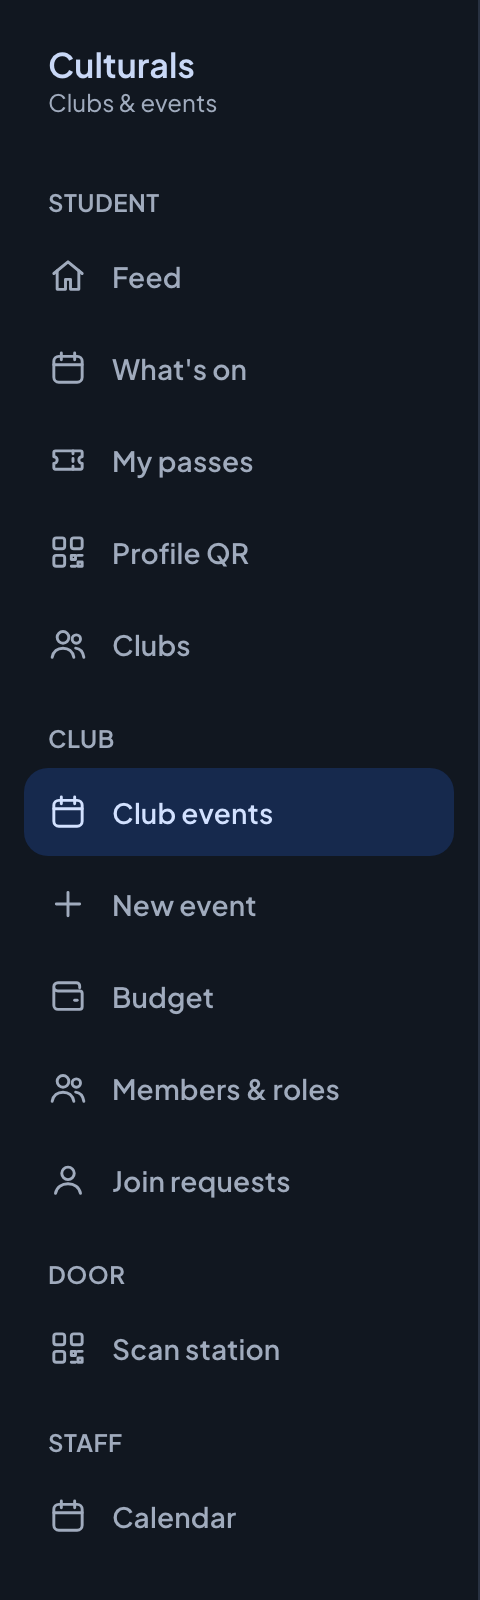 Culturals
Clubs & events
STUDENT
Feed
What's on
My passes
Profile QR
Clubs
CLUB
Club events
New event
Budget
Members & roles
Join requests
DOOR
Scan station
STAFF
Calendar